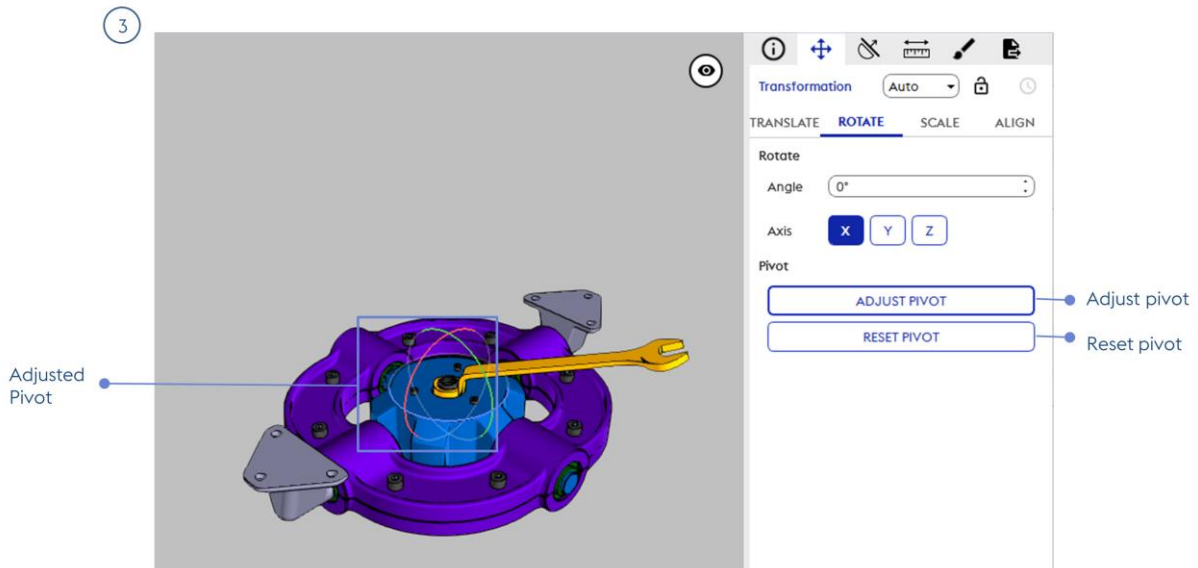 3
Transformation Auto
TRANSLATE ROTATE SCALE ALIGN
Rotate
Angle 0°
Axis X Y Z
Pivot
ADJUST PIVOT
RESET PIVOT
Adjust pivot
Reset pivot
Adjusted
Pivot